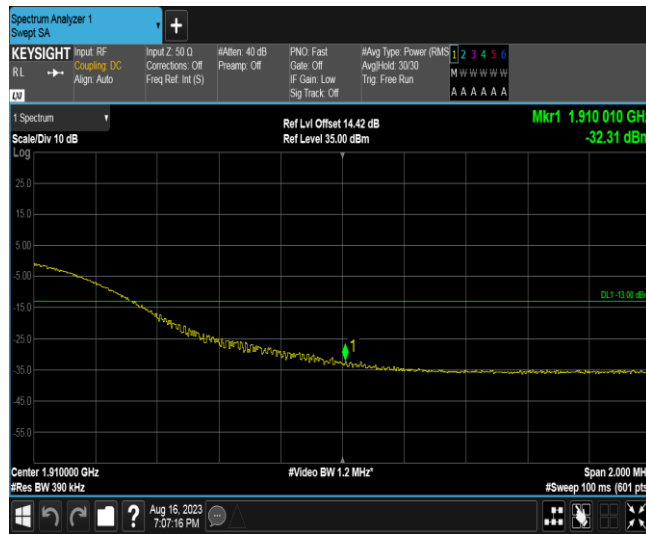 Spectrum Analyzer 1
Swept SA
+
KEYSIGHT Input: RF Input Z: 50 Ω #Atten: 40 dB PNO: Fast #Avg Type: Power (RMS 1 2 3 4 5 6
RL Coupling: DC Corrections: Off Preamp: Off Gate: Off Avg|Hold: 30/30 M W W W W W
Align: Auto Freq Ref: Int (S) IF Gain: Low Trig: Free Run
LXI Sig Track: Off A A A A A A
1 Spectrum Ref Lvl Offset 14.42 dB Mkr1 1.910 010 GHz
Scale/Div 10 dB Ref Level 35.00 dBm -32.31 dBm
Log
25.0
15.0
5.00
-5.00
DL1 -13.00 dBm
-15.0
-25.0
1
-35.0
-45.0
-55.0
Center 1.910000 GHz #Video BW 1.2 MHz* Span 2.000 MH
#Res BW 390 kHz #Sweep 100 ms (601 pts
? Aug 16, 2023
7:07:16 PM